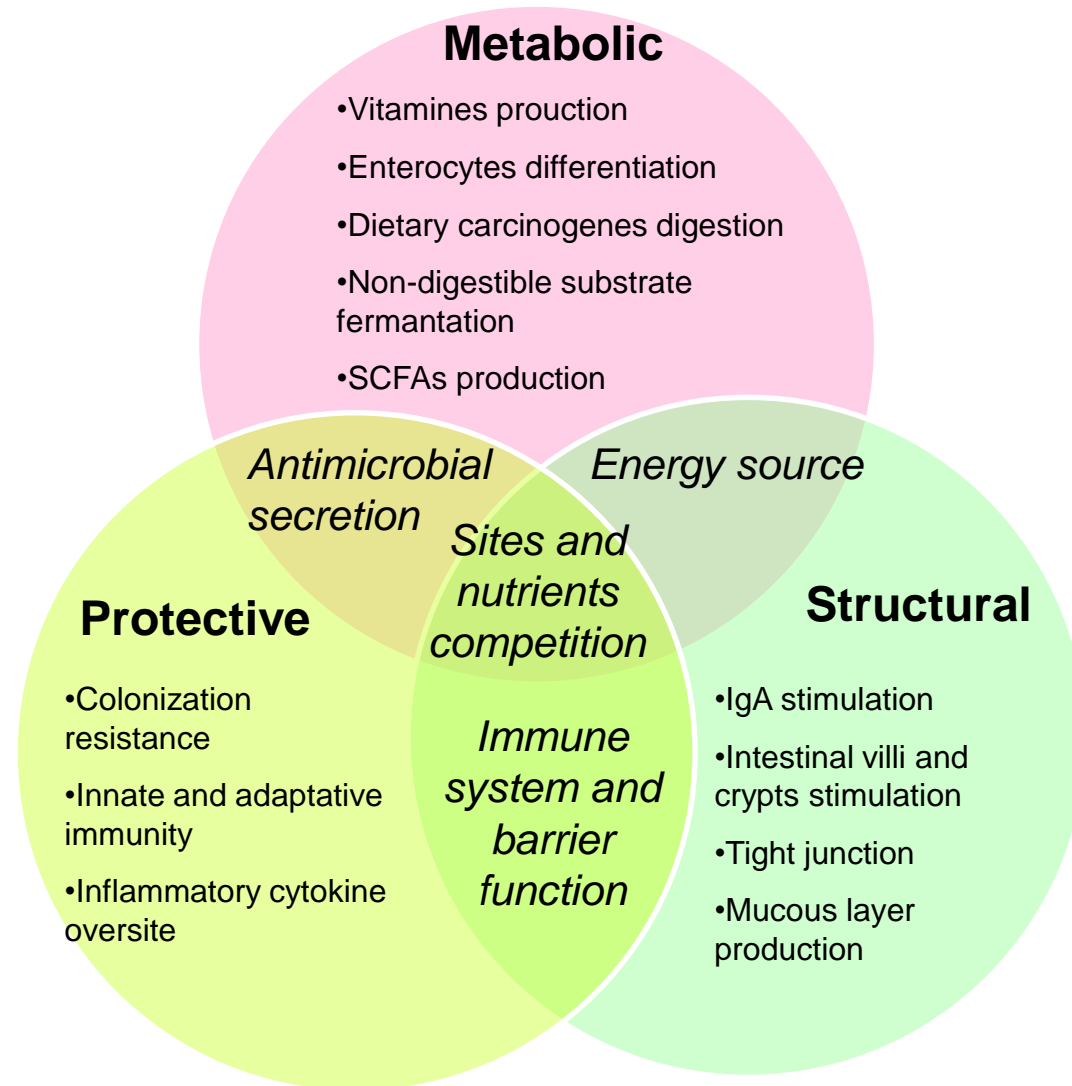 Metabolic
•Vitamines prouction
•Enterocytes differentiation
•Dietary carcinogenes digestion
•Non-digestible substrate
fermantation
•SCFAs production
Antimicrobial
secretion
Energy source
Sites and
nutrients
competition
Protective
•Colonization
resistance
•Innate and adaptative
immunity
•Inflammatory cytokine
oversite
Immune
system and
barrier
function
Structural
•IgA stimulation
•Intestinal villi and
crypts stimulation
•Tight junction
•Mucous layer
production